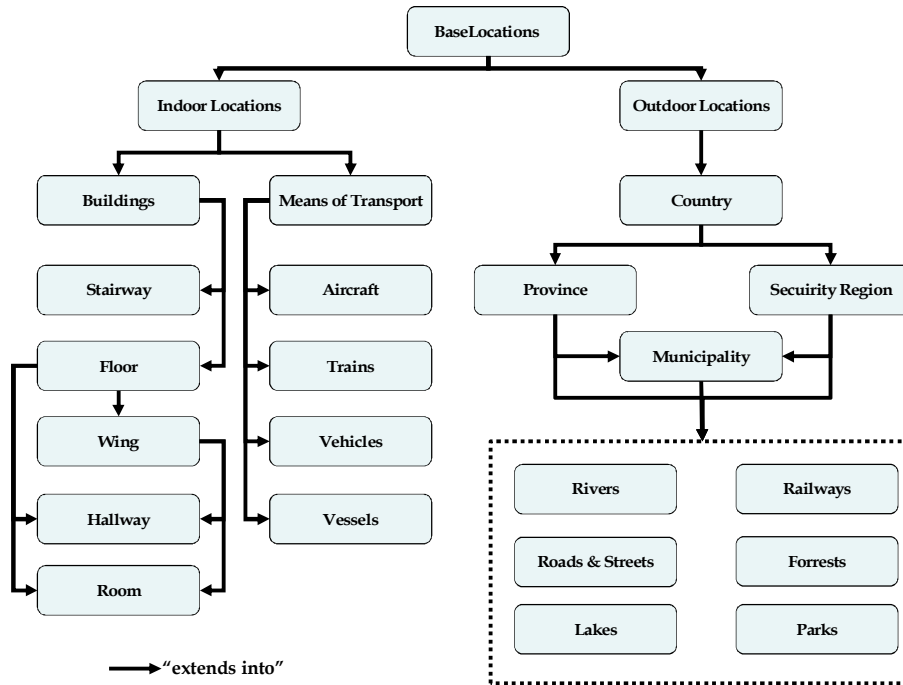 BaseLocations
Indoor Locations
Outdoor Locations
Buildings
Means of Transport
Country
Stairway
Aircraft
Province
Secuirity Region
Floor
Trains
Municipality
Wing
Vehicles
Hallway
Vessels
Room
Rivers
Railways
Roads & Streets
Forrests
Lakes
Parks
“extends into”